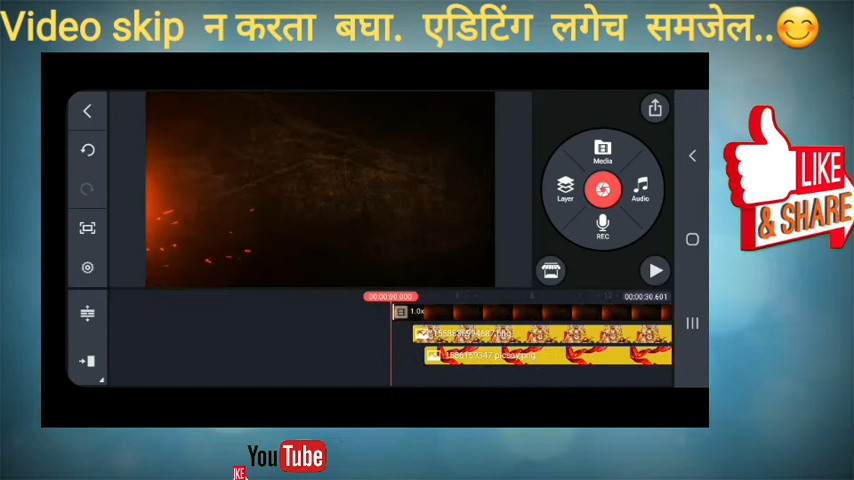 Video skip न करता बघा. एडिटिंग लगेच समजेल..
Media
Layer
Audio
REC
00:00:00.000
00:00:30.601
1.0x
1586159347 picsay.png
LIKE
& SHARE
YouTube